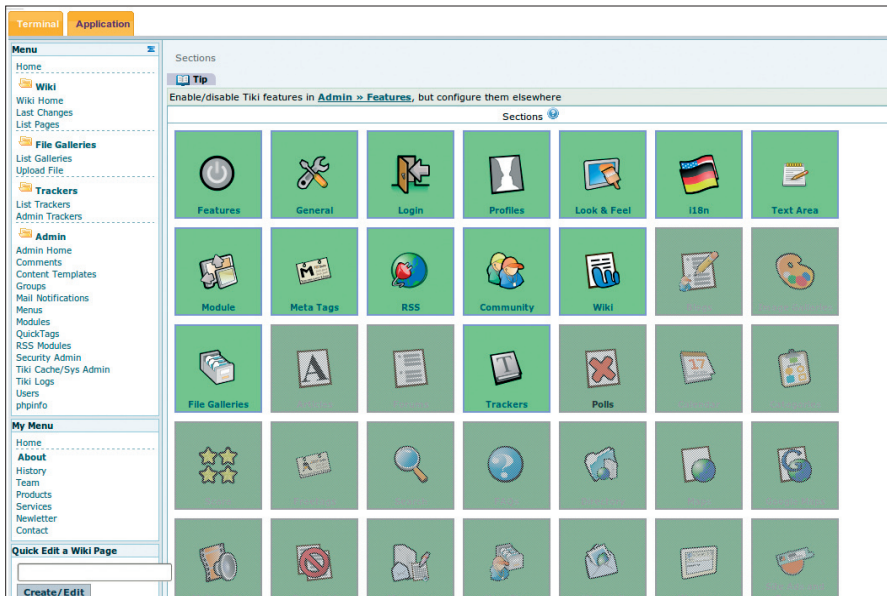 Terminal
Application
Menu
Home
Wiki
Wiki Home
Last Changes
List Pages
File Galleries
List Galleries
Upload File
Trackers
List Trackers
Admin Trackers
Admin
Admin Home
Comments
Content Templates
Groups
Mail Notifications
Menus
Modules
QuickTags
RSS Modules
Security Admin
Tiki Cache/Sys Admin
Tiki Logs
Users
phpinfo
My Menu
Home
About
History
Team
Products
Services
Newletter
Contact
Quick Edit a Wiki Page
Create/Edit
Sections
Tip
Enable/disable Tiki features in Admin » Features, but configure them elsewhere
Sections
Features General Login Profiles Look & Feel i18n Text Area
Module Meta Tags RSS Community Wiki
File Galleries Trackers Polls